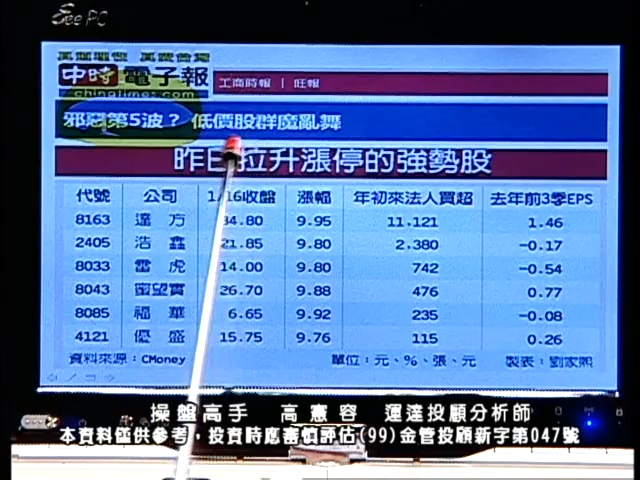 Eee PC
中時電子報
chinatimes.com
工商時報 | 旺報
邪惡第5波? 低價股群魔亂舞
昨日拉升漲停的強勢股
代號 公司 1/16收盤 漲幅 年初來法人買超 去年前3零EPS
8163 達方 34.80 9.95 11.121 1.46
2405 浩鑫 21.85 9.80 2.380 -0.17
8033 雷虎 14.00 9.80 742 -0.54
8043 蜜望實 26.70 9.88 476 0.77
8085 福華 6.65 9.92 235 -0.08
4121 優盛 15.75 9.76 115 0.26
資料來源:CMoney 單位:元、%、張、元 製表:劉家熙
操盤高手 高憲容 運達投顧分析師
本資料僅供參考,投資時應審慎評估(99)金管投顧新字第047號